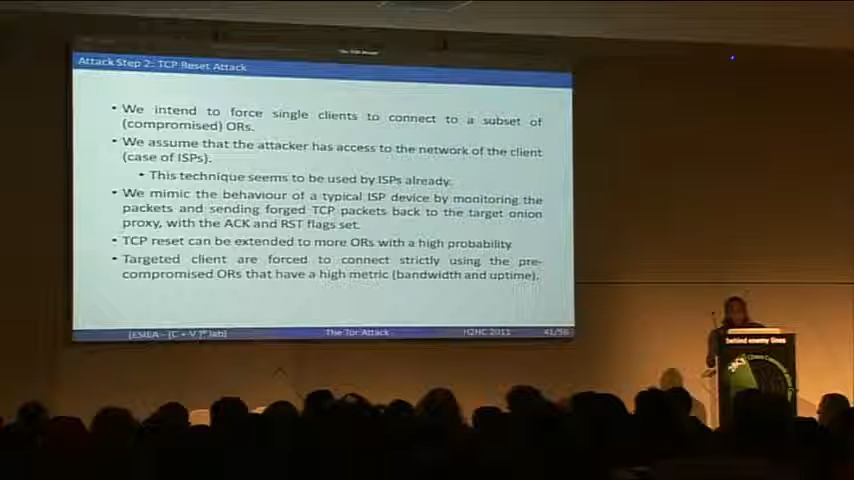 Attack Step 2: TCP Reset Attack
• We intend to force single clients to connect to a subset of
(compromised) ORs.
• We assume that the attacker has access to the network of the client
(case of ISPs).
• This technique seems to be used by ISPs already.
• We mimic the behaviour of a typical ISP device by monitoring the
packets and sending forged TCP packets back to the target onion
proxy, with the ACK and RST flags set.
• TCP reset can be extended to more ORs with a high probability
• Targeted client are forced to connect strictly using the pre-
compromised ORs that have a high metric (bandwidth and uptime).
The Tor Attack
2011
41/56
behind enemy lines